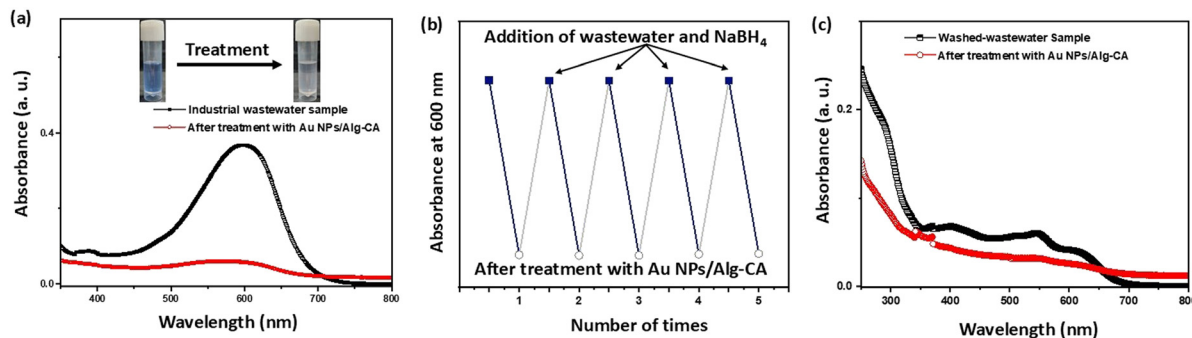 (a)
Treatment
Industrial wastewater sample
After treatment with Au NPs/Alg-CA
Absorbance (a. u.)
0.4
0.0
400 500 600 700 800
Wavelength (nm)
(b)
Addition of wastewater and NaBH₄
Absorbance at 600 nm
After treatment with Au NPs/Alg-CA
1 2 3 4 5
Number of times
(c)
Washed-wastewater Sample
After treatment with Au NPs/Alg-CA
Absorbance (a. u.)
0.2
0.0
300 400 500 600 700 800
Wavelength (nm)